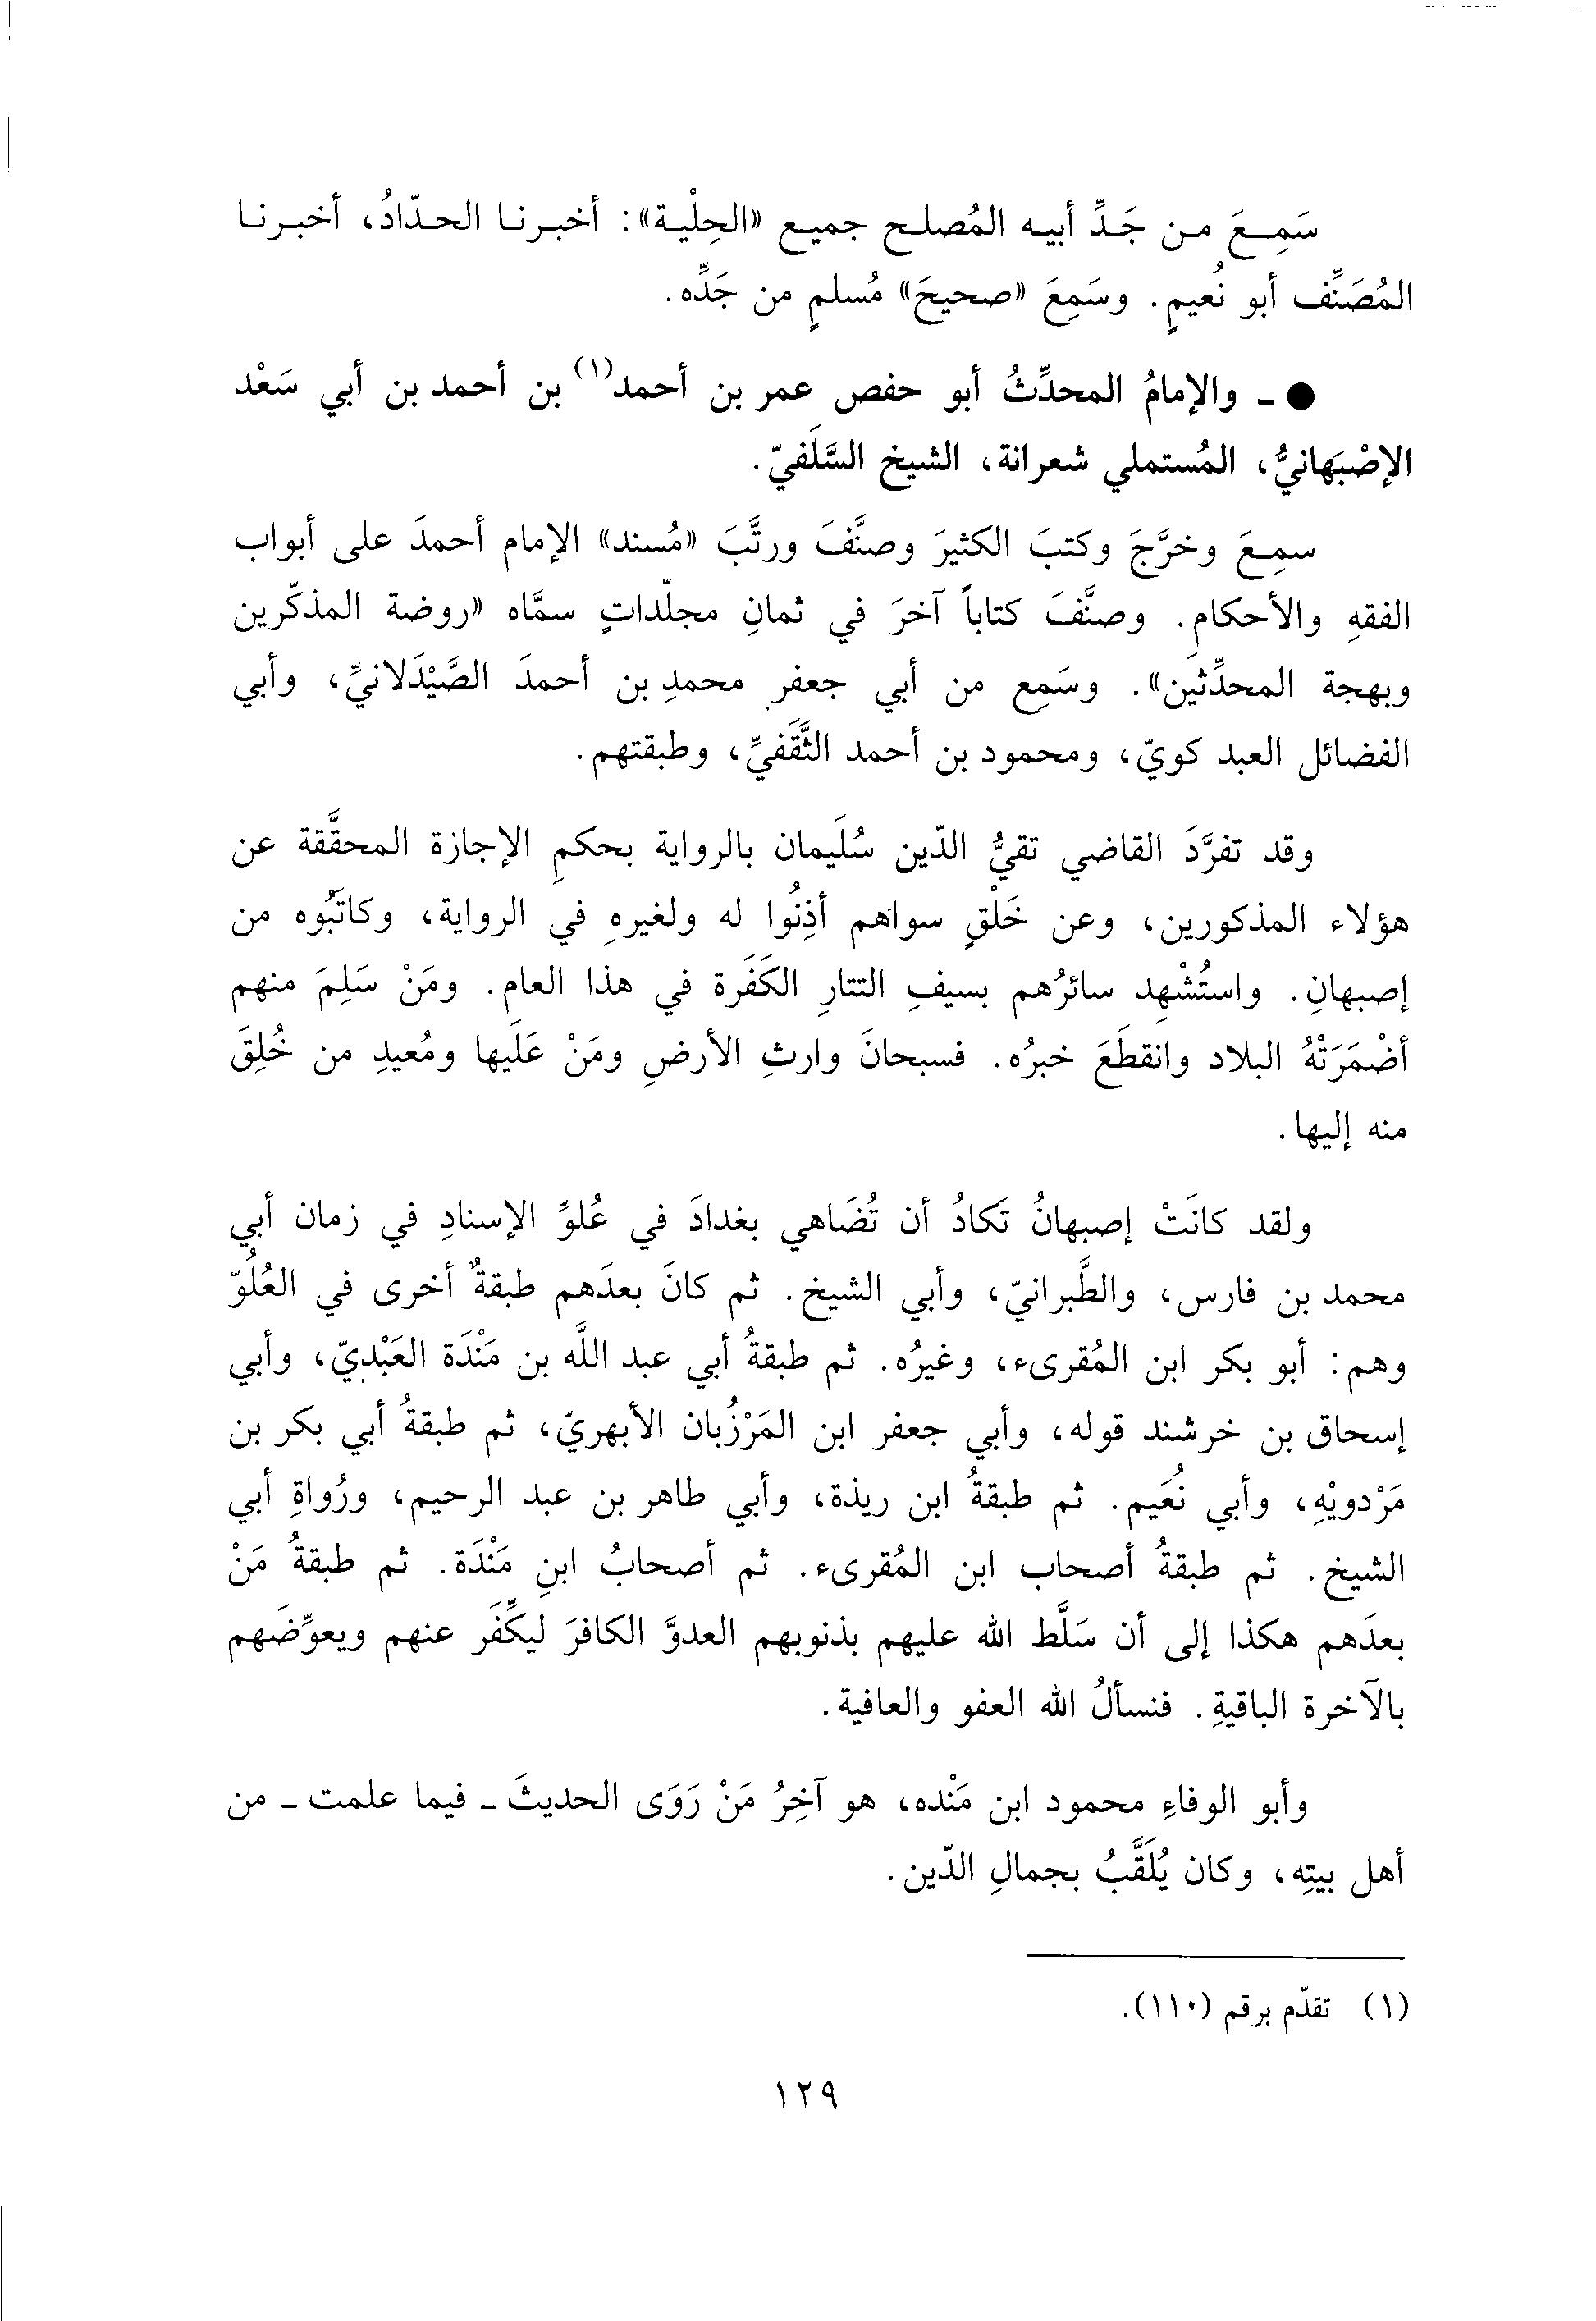 سَمِعَ من جَدِّ أبيه المُصلح جميع «الحِلْية»: أخبرنا الحدّادُ، أخبرنا
المُصَنِّف أبو نُعيمٍ. وسَمِعَ «صحيحَ» مُسلمٍ من جَدِّه.
● ـ والإمامُ المحدِّثُ أبو حفص عمر بن أحمد(١) بن أحمد بن أبي سَعْد
الإصْبَهانيُّ، المُستملي شعرانة، الشيخ السَّلَفيّ.
سمِعَ وخرَّجَ وكتبَ الكثيرَ وصنَّفَ ورتَّبَ «مُسند» الإمام أحمدَ على أبواب
الفقهِ والأحكامِ. وصنَّفَ كتاباً آخرَ في ثمانِ مجلّداتٍ سمَّاه «روضة المذكّرين
وبهجة المحدِّثَين». وسَمِع من أبي جعفر محمدِ بن أحمدَ الصَّيْدَلانيِّ، وأبي
الفضائل العبد كويّ، ومحمود بن أحمد الثَّقَفيِّ، وطبقتهم.
وقد تفرَّدَ القاضي تقيُّ الدّين سُلَيمان بالرواية بحكمِ الإجازة المحقَّقة عن
هؤلاء المذكورين، وعن خَلْقٍ سواهم أذِنُوا له ولغيرهِ في الرواية، وكاتَبُوه من
إصبهانِ. واستُشْهِد سائرُهم بسيفِ التتارِ الكَفَرة في هذا العامِ. ومَنْ سَلِمَ منهم
أضْمَرَتْهُ البلاد وانقطَعَ خبرُه. فسبحانَ وارثِ الأرضِ ومَنْ عَلَيها ومُعيدِ من خُلِقَ
منه إليها.
ولقد كانَتْ إصبهانُ تَكادُ أن تُضَاهي بغدادَ في عُلوِّ الإسنادِ في زمان أبي
محمد بن فارس، والطَّبرانيّ، وأبي الشيخ. ثم كانَ بعدَهم طبقةٌ أخرى في العُلُوّ
وهم: أبو بكر ابن المُقرىء، وغيرُه. ثم طبقةُ أبي عبد اللَّه بن مَنْدَة العَبْديّ، وأبي
إسحاق بن خرشند قوله، وأبي جعفر ابن المَرْزُبان الأبهريّ، ثم طبقةُ أبي بكر بن
مَرْدويْهِ، وأبي نُعَيم. ثم طبقةُ ابن ريذة، وأبي طاهر بن عبد الرحيم، ورُواةِ أبي
الشيخ. ثم طبقةُ أصحاب ابن المُقرىء. ثم أصحابُ ابنِ مَنْدَة. ثم طبقةُ مَنْ
بعدَهم هكذا إلى أن سَلَّط الله عليهم بذنوبهم العدوَّ الكافرَ ليكِّفَر عنهم ويعوِّضَهم
بالآخرة الباقيةِ. فنسألُ الله العفو والعافية.
وأبو الوفاءِ محمود ابن مَنْده، هو آخِرُ مَنْ رَوَى الحديثَ ـ فيما علمت ـ من
أهل بيتِه، وكان يُلَقَّبُ بجمالِ الدّين.
(١) تقدّم برقم (١١٠).
١٢٩